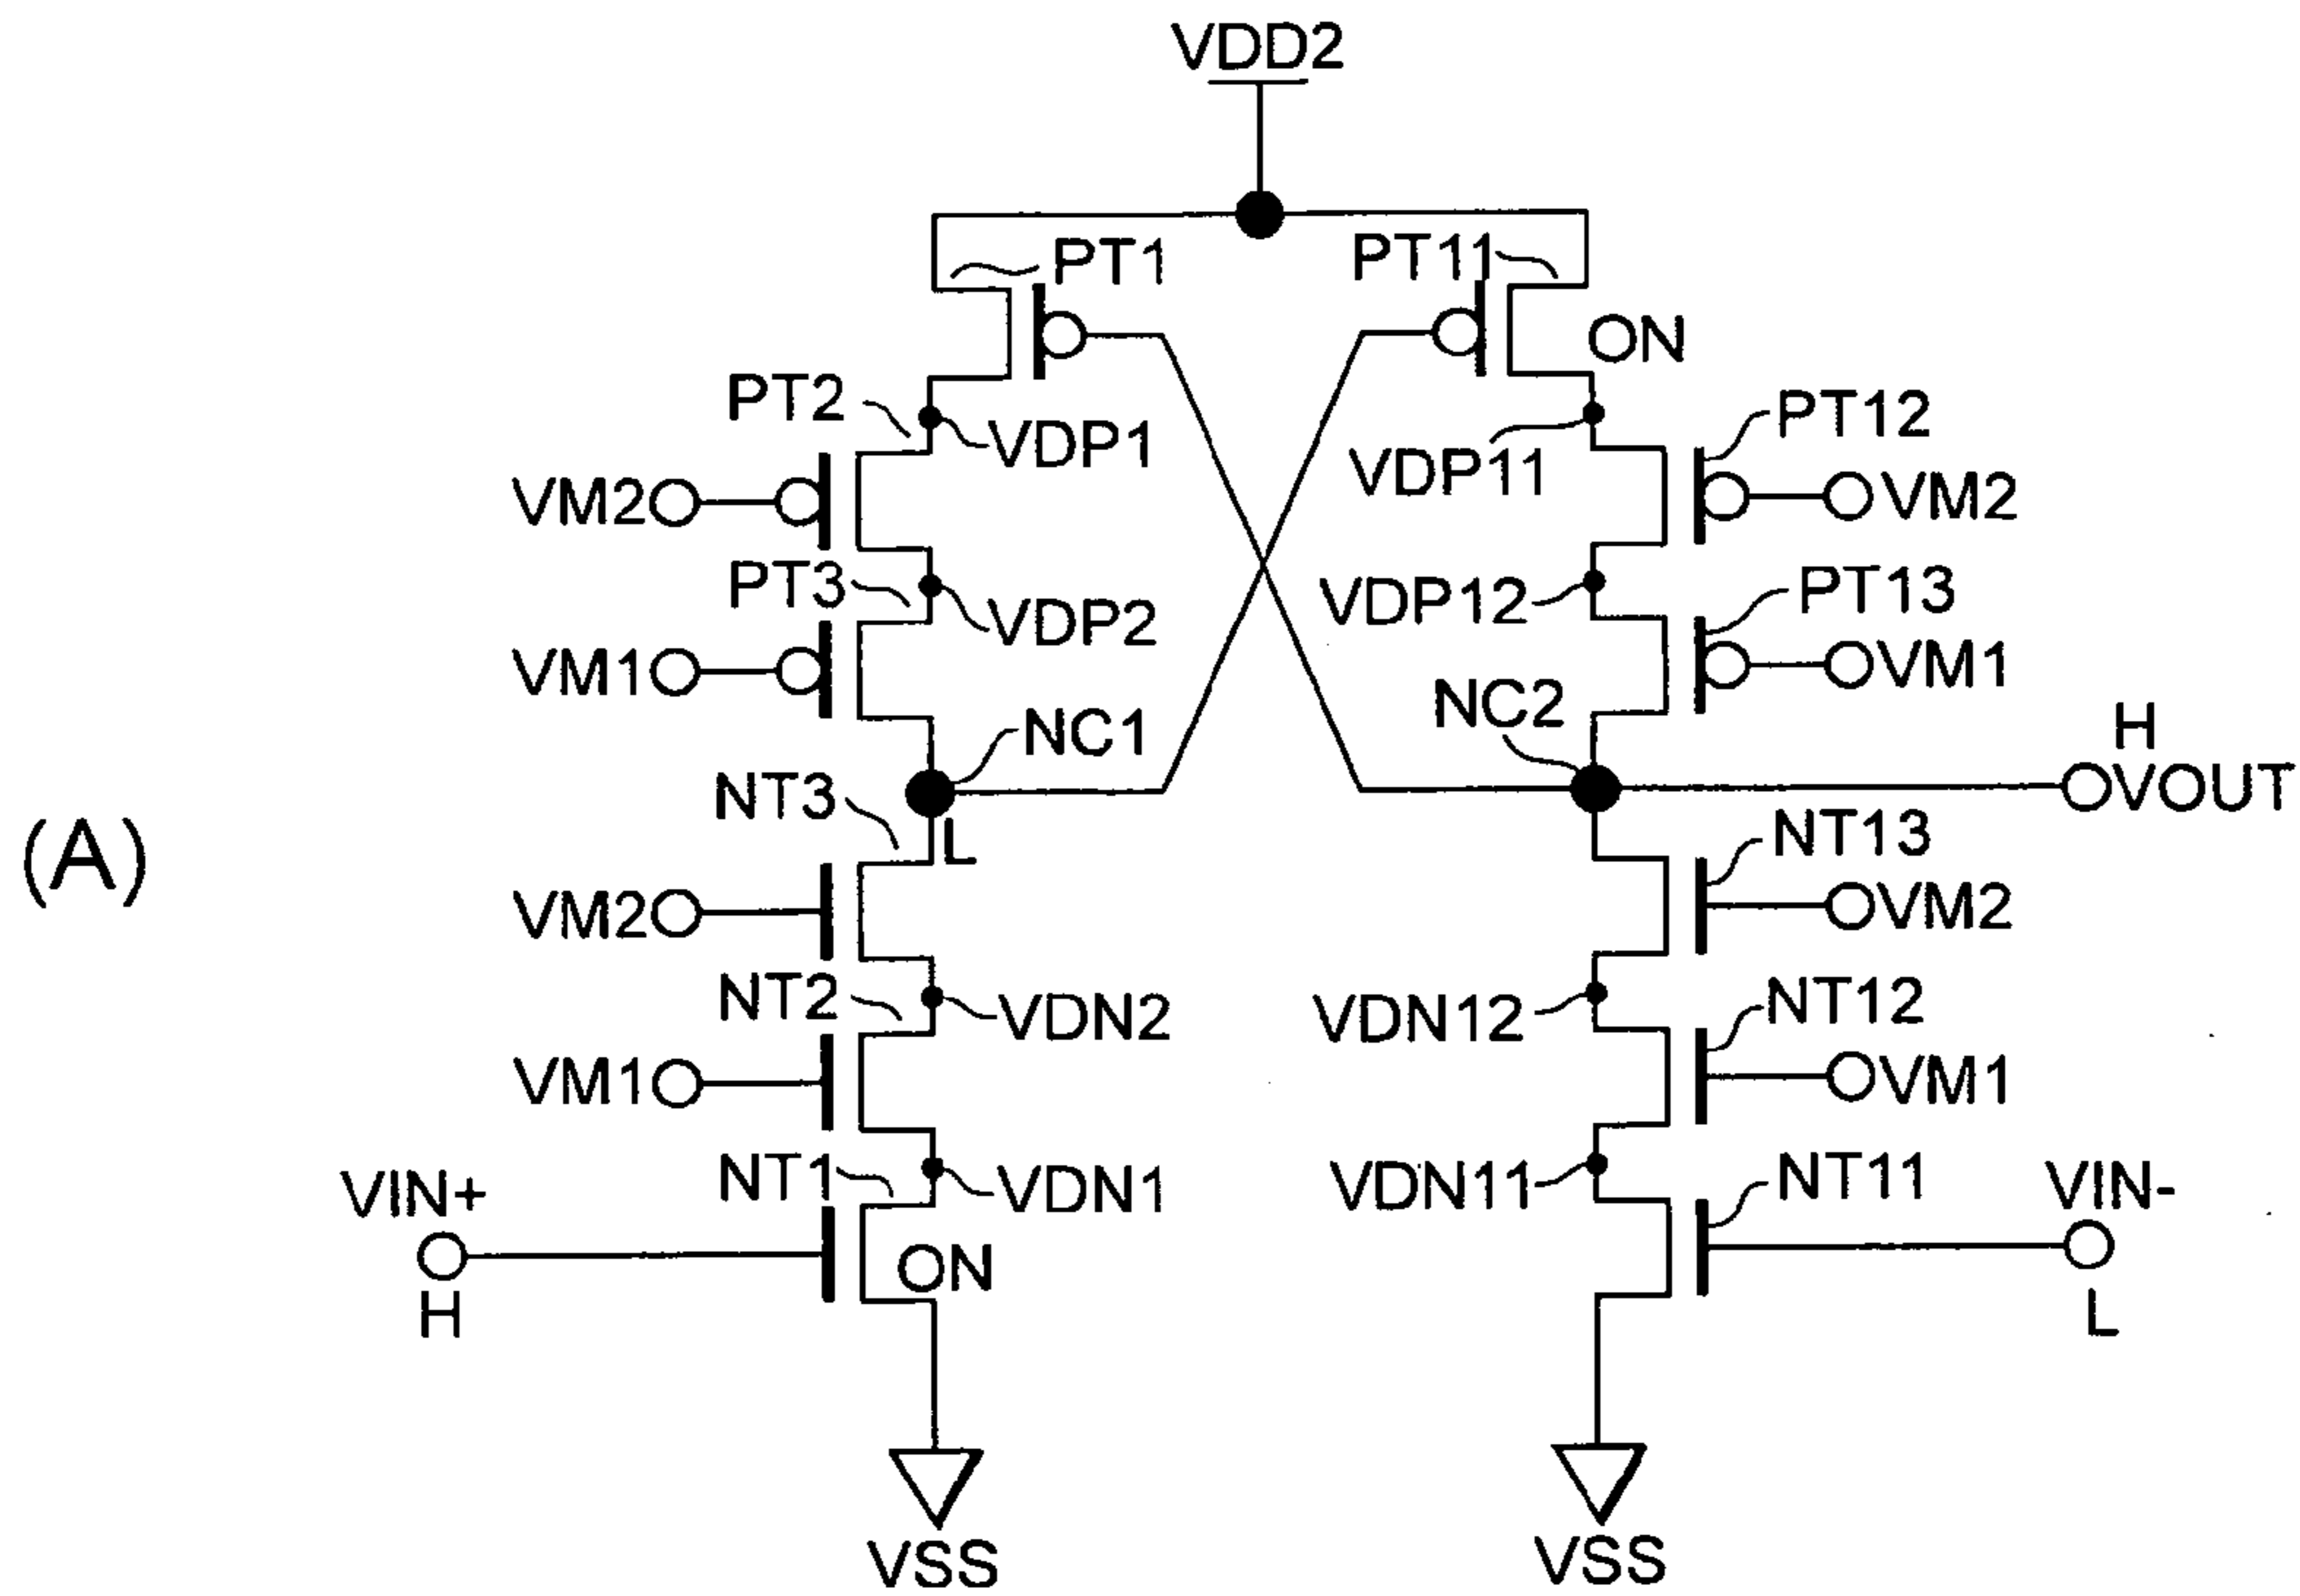 VDD2
PT1
PT11
ON
PT2
VDP1
VDP11
PT12
VM2
VM2
PT3
VDP2
VDP12
PT13
VM1
VM1
NC1
NC2
H
VOUT
(A)
NT3
L
NT13
VM2
VM2
NT2
VDN2
VDN12
NT12
VM1
VM1
NT1
VDN1
VDN11
NT11
VIN+
VIN-
H
ON
L
VSS
VSS